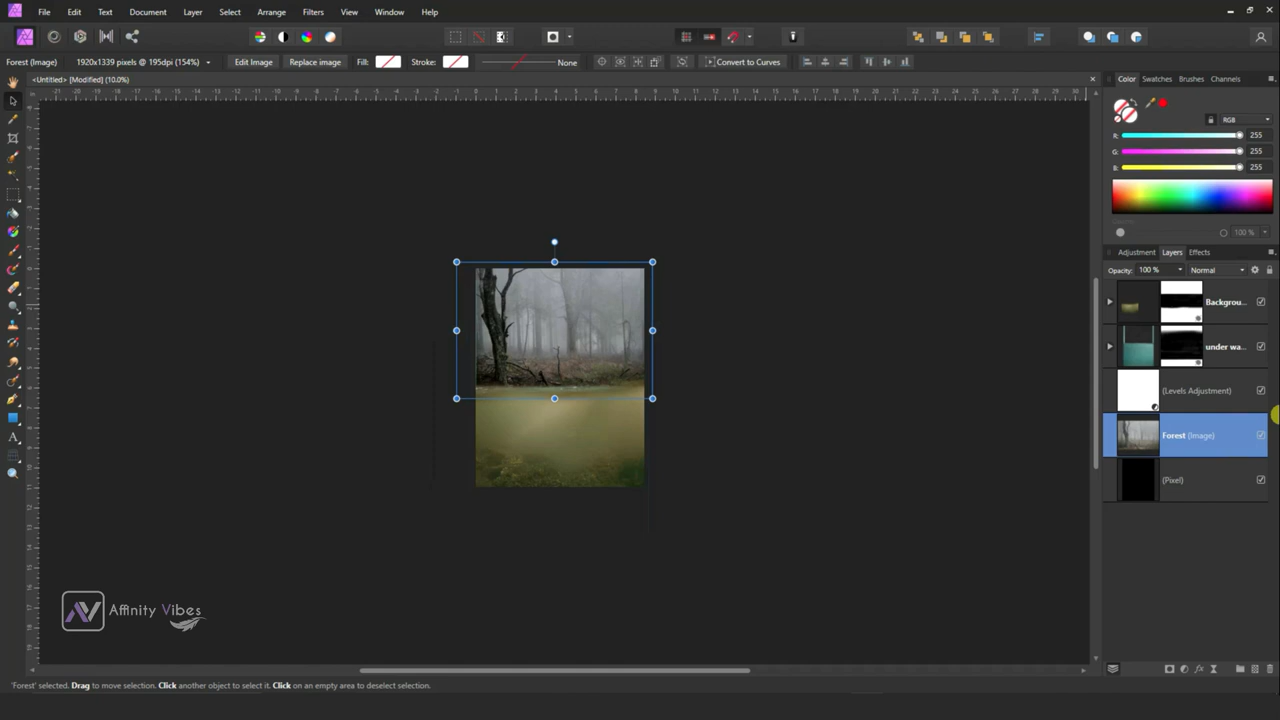 File Edit Text Document Layer Select Arrange Filters View Window Help
Forest (Image) 1920x1339 pixels @ 195dpi (154%) Edit Image Replace image Fill: Stroke: None Convert to Curves
<Untitled> [Modified] (10.0%)
Color Swatches Brushes Channels
RGB
R: 255
G: 255
B: 255
100 %
Adjustment Layers Effects
Opacity: 100 % Normal
Backgrou...
under wa...
(Levels Adjustment)
Forest (Image)
(Pixel)
AV Affinity Vibes
'Forest' selected. Drag to move selection. Click another object to select it. Click on an empty area to deselect selection.